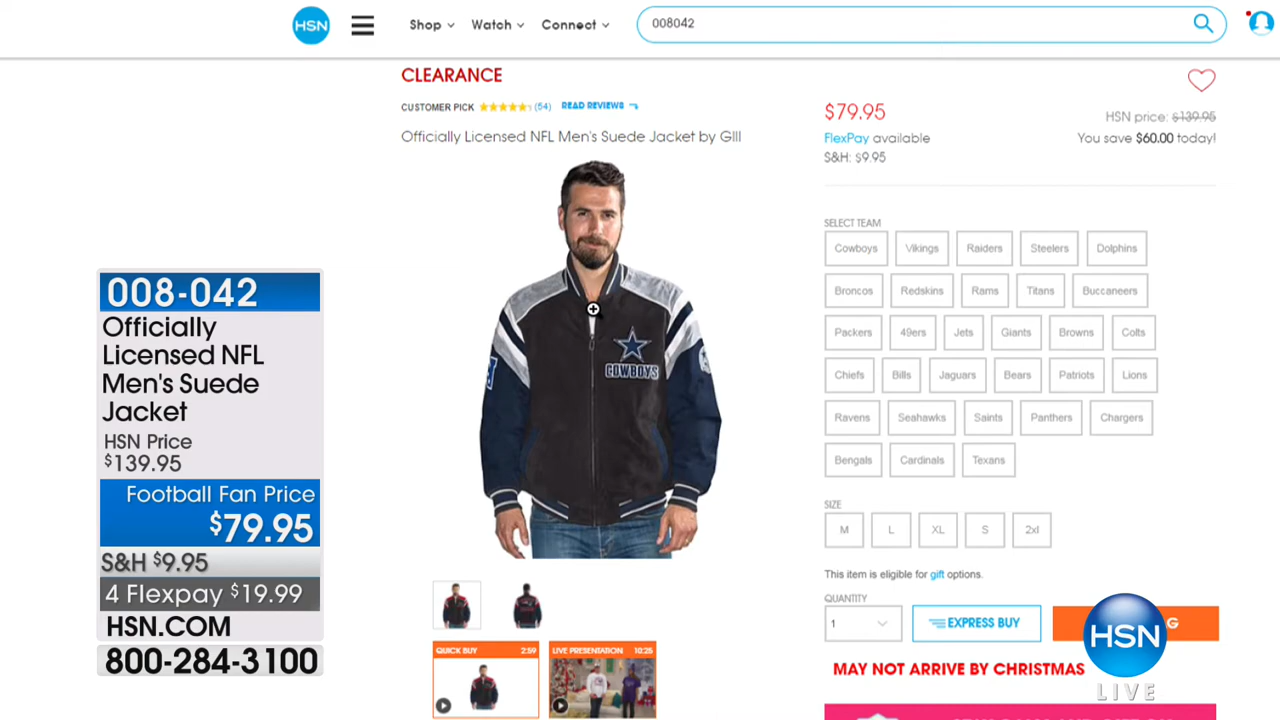 HSN
Shop
Watch
Connect
008042
CLEARANCE
CUSTOMER PICK
(54)
READ REVIEWS
Officially Licensed NFL Men's Suede Jacket by GIII
$79.95
HSN price: $139.95
FlexPay available
You save $60.00 today!
S&H: $9.95
SELECT TEAM
Cowboys Vikings Raiders Steelers Dolphins
Broncos Redskins Rams Titans Buccaneers
Packers 49ers Jets Giants Browns Colts
Chiefs Bills Jaguars Bears Patriots Lions
Ravens Seahawks Saints Panthers Chargers
Bengals Cardinals Texans
SIZE
M L XL S 2xl
This item is eligible for gift options.
QUANTITY
1
EXPRESS BUY
G
MAY NOT ARRIVE BY CHRISTMAS
COWBOYS
QUICK BUY 2:59
LIVE PRESENTATION 10:25
008-042
Officially
Licensed NFL
Men's Suede
Jacket
HSN Price
$139.95
Football Fan Price
$79.95
S&H $9.95
4 Flexpay $19.99
HSN.COM
800-284-3100
HSN
LIVE